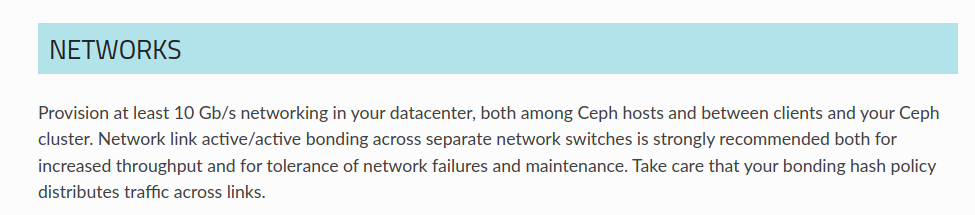 NETWORKS
Provision at least 10 Gb/s networking in your datacenter, both among Ceph hosts and between clients and your Ceph
cluster. Network link active/active bonding across separate network switches is strongly recommended both for
increased throughput and for tolerance of network failures and maintenance. Take care that your bonding hash policy
distributes traffic across links.